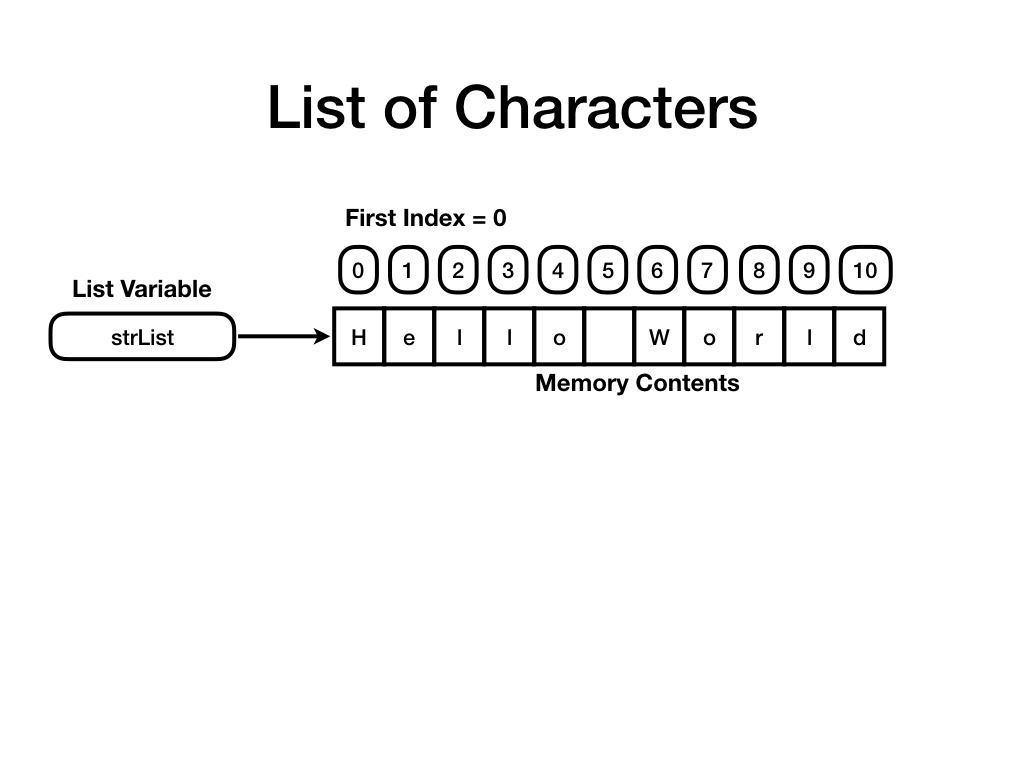 List of Characters
First Index = 0
0 1 2 3 4 5 6 7 8 9 10
List Variable
strList
H e l l o W o r l d
Memory Contents